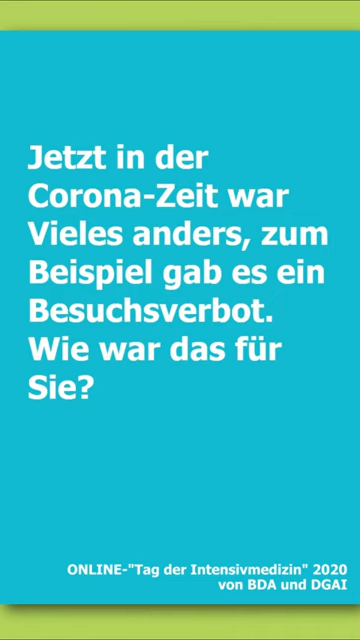 Jetzt in der
Corona-Zeit war
Vieles anders, zum
Beispiel gab es ein
Besuchsverbot.
Wie war das für
Sie?
ONLINE-"Tag der Intensivmedizin" 2020
von BDA und DGAI